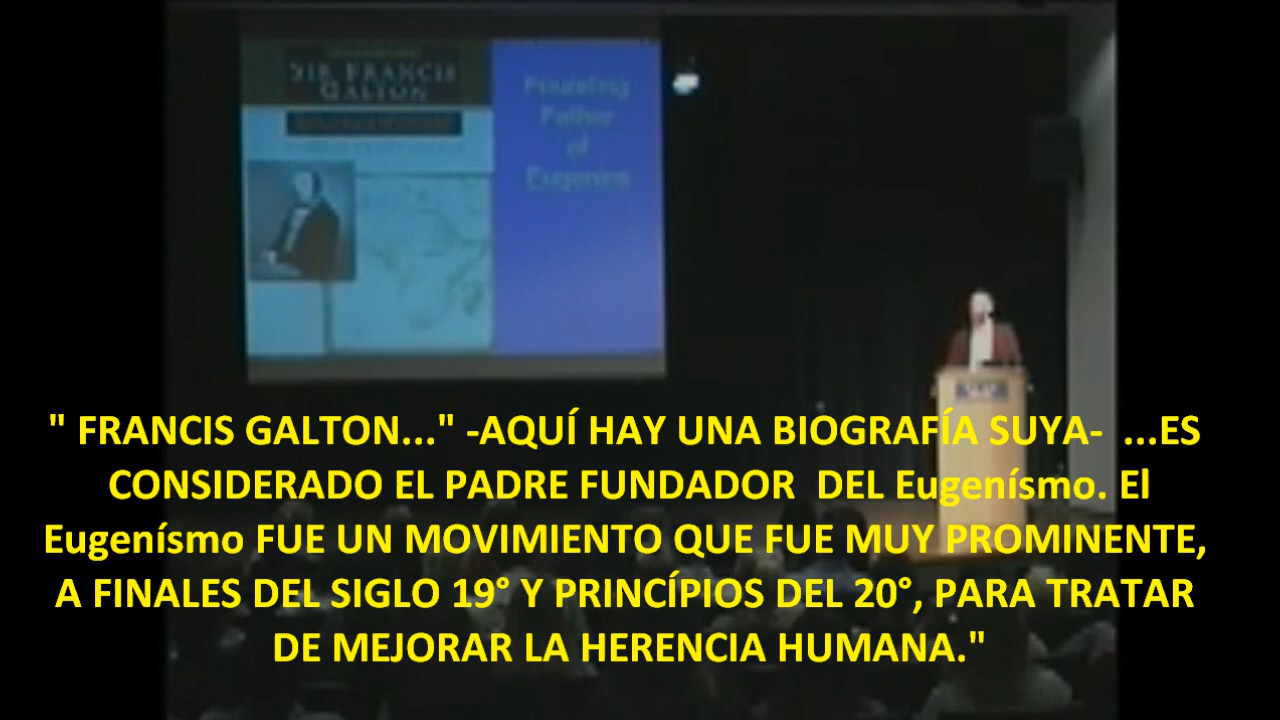 SIR FRANCIS
GALTON
Founding
Father
of
Eugenics
" FRANCIS GALTON..." -AQUÍ HAY UNA BIOGRAFÍA SUYA- ...ES
CONSIDERADO EL PADRE FUNDADOR DEL Eugenísmo. El
Eugenísmo FUE UN MOVIMIENTO QUE FUE MUY PROMINENTE,
A FINALES DEL SIGLO 19° Y PRINCÍPIOS DEL 20°, PARA TRATAR
DE MEJORAR LA HERENCIA HUMANA."